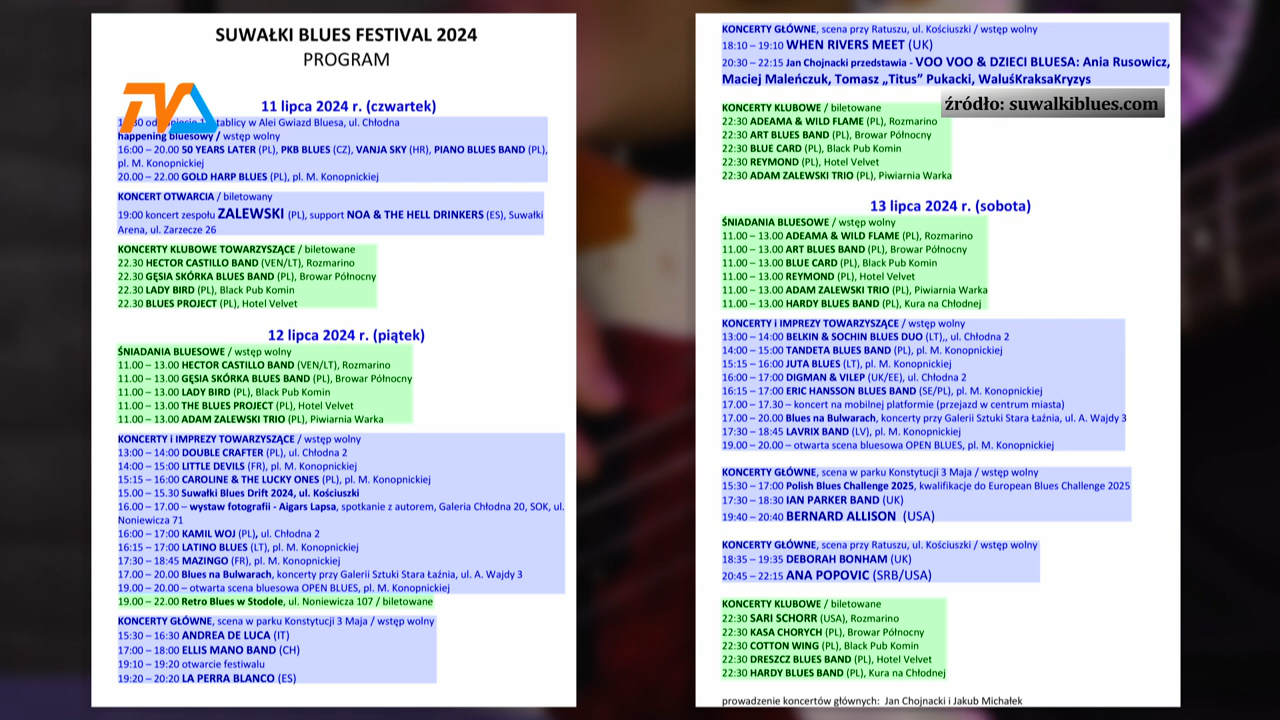 SUWAŁKI BLUES FESTIVAL 2024
PROGRAM
11 lipca 2024 r. (czwartek)
tablicy w Alei Gwiazd Bluesa, ul. Chłodna
happening bluesowy / wstęp wolny
16:00 – 20.00 50 YEARS LATER (PL), PKB BLUES (CZ), VANJA SKY (HR), PIANO BLUES BAND (PL),
pl. M. Konopnickiej
20.00 – 22.00 GOLD HARP BLUES (PL), pl. M. Konopnickiej
KONCERT OTWARCIA / biletowany
19:00 koncert zespołu ZALEWSKI (PL), support NOA & THE HELL DRINKERS (ES), Suwałki
Arena, ul. Zarzecze 26
KONCERTY KLUBOWE TOWARZYSZĄCE / biletowane
22.30 HECTOR CASTILLO BAND (VEN/LT), Rozmarino
22.30 GĘSIA SKÓRKA BLUES BAND (PL), Browar Północny
22.30 LADY BIRD (PL), Black Pub Komin
22:30 BLUES PROJECT (PL), Hotel Velvet
12 lipca 2024 r. (piątek)
ŚNIADANIA BLUESOWE / wstęp wolny
11.00 – 13.00 HECTOR CASTILLO BAND (VEN/LT), Rozmarino
11.00 – 13.00 GĘSIA SKÓRKA BLUES BAND (PL), Browar Północny
11.00 – 13.00 LADY BIRD (PL), Black Pub Komin
11.00 – 13.00 THE BLUES PROJECT (PL), Hotel Velvet
11.00 – 13.00 ADAM ZALEWSKI TRIO (PL), Piwiarnia Warka
KONCERTY i IMPREZY TOWARZYSZĄCE / wstęp wolny
13:00 – 14:00 DOUBLE CRAFTER (PL), ul. Chłodna 2
14:00 – 15:00 LITTLE DEVILS (FR), pl. M. Konopnickiej
15:15 – 16:00 CAROLINE & THE LUCKY ONES (PL), pl. M. Konopnickiej
15.00 – 15.30 Suwałki Blues Drift 2024, ul. Kościuszki
16.00 – 17.00 – wystaw fotografii - Aigars Lapsa, spotkanie z autorem, Galeria Chłodna 20, SOK, ul.
Noniewicza 71
16:00 – 17:00 KAMIL WOJ (PL), ul. Chłodna 2
16:15 – 17:00 LATINO BLUES (LT), pl. M. Konopnickiej
17:30 – 18:45 MAZINGO (FR), pl. M. Konopnickiej
17.00 – 20.00 Blues na Bulwarach, koncerty przy Galerii Sztuki Stara Łaźnia, ul. A. Wajdy 3
19.00 – 20.00 – otwarta scena bluesowa OPEN BLUES, pl. M. Konopnickiej
19.00 – 22.00 Retro Blues w Stodole, ul. Noniewicza 107 / biletowane
KONCERTY GŁÓWNE, scena w parku Konstytucji 3 Maja / wstęp wolny
15:30 – 16:30 ANDREA DE LUCA (IT)
17:00 – 18:00 ELLIS MANO BAND (CH)
19:10 – 19:20 otwarcie festiwalu
19:20 – 20:20 LA PERRA BLANCO (ES)
KONCERTY GŁÓWNE, scena przy Ratuszu, ul. Kościuszki / wstęp wolny
18:10 – 19:10 WHEN RIVERS MEET (UK)
20:30 – 22:15 Jan Chojnacki przedstawia - VOO VOO & DZIECI BLUESA: Ania Rusowicz,
Maciej Maleńczuk, Tomasz „Titus” Pukacki, WaluśKraksaKryzys
źródło: suwalkiblues.com
KONCERTY KLUBOWE / biletowane
22:30 ADEAMA & WILD FLAME (PL), Rozmarino
22:30 ART BLUES BAND (PL), Browar Północny
22:30 BLUE CARD (PL), Black Pub Komin
22:30 REYMOND (PL), Hotel Velvet
22:30 ADAM ZALEWSKI TRIO (PL), Piwiarnia Warka
13 lipca 2024 r. (sobota)
ŚNIADANIA BLUESOWE / wstęp wolny
11.00 – 13.00 ADEAMA & WILD FLAME (PL), Rozmarino
11.00 – 13.00 ART BLUES BAND (PL), Browar Północny
11.00 – 13.00 BLUE CARD (PL), Black Pub Komin
11.00 – 13.00 REYMOND (PL), Hotel Velvet
11.00 – 13.00 ADAM ZALEWSKI TRIO (PL), Piwiarnia Warka
11.00 – 13.00 HARDY BLUES BAND (PL), Kura na Chłodnej
KONCERTY i IMPREZY TOWARZYSZĄCE / wstęp wolny
13:00 – 14:00 BELKIN & SOCHIN BLUES DUO (LT),, ul. Chłodna 2
14:00 – 15:00 TANDETA BLUES BAND (PL), pl. M. Konopnickiej
15:15 – 16:00 JUTA BLUES (LT), pl. M. Konopnickiej
16:00 – 17:00 DIGMAN & VILEP (UK/EE), ul. Chłodna 2
16:15 – 17:00 ERIC HANSSON BLUES BAND (SE/PL), pl. M. Konopnickiej
17.00 – 17.30 – koncert na mobilnej platformie (przejazd w centrum miasta)
17.00 – 20.00 Blues na Bulwarach, koncerty przy Galerii Sztuki Stara Łaźnia, ul. A. Wajdy 3
17:30 – 18:45 LAVRIX BAND (LV), pl. M. Konopnickiej
19.00 – 20.00 – otwarta scena bluesowa OPEN BLUES, pl. M. Konopnickiej
KONCERTY GŁÓWNE, scena w parku Konstytucji 3 Maja / wstęp wolny
15:30 – 17:00 Polish Blues Challenge 2025, kwalifikacje do European Blues Challenge 2025
17:30 – 18:30 IAN PARKER BAND (UK)
19:40 – 20:40 BERNARD ALLISON (USA)
KONCERTY GŁÓWNE, scena przy Ratuszu, ul. Kościuszki / wstęp wolny
18:35 – 19:35 DEBORAH BONHAM (UK)
20:45 – 22:15 ANA POPOVIC (SRB/USA)
KONCERTY KLUBOWE / biletowane
22:30 SARI SCHORR (USA), Rozmarino
22:30 KASA CHORYCH (PL), Browar Północny
22:30 COTTON WING (PL), Black Pub Komin
22:30 DRESZCZ BLUES BAND (PL), Hotel Velvet
22:30 HARDY BLUES BAND (PL), Kura na Chłodnej
prowadzenie koncertów głównych: Jan Chojnacki i Jakub Michałek